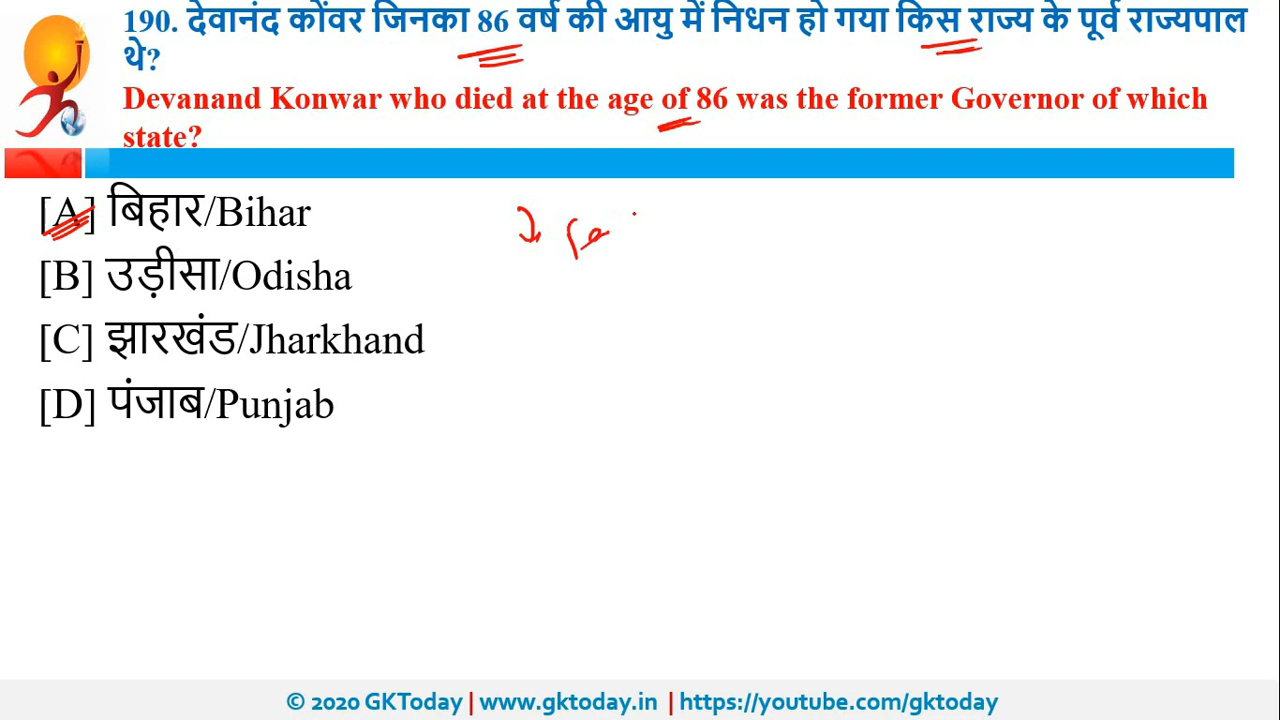 190. देवानंद कोंवर जिनका 86 वर्ष की आयु में निधन हो गया किस राज्य के पूर्व राज्यपाल
थे?
Devanand Konwar who died at the age of 86 was the former Governor of which
state?
[A] बिहार/Bihar
[B] उड़ीसा/Odisha
[C] झारखंड/Jharkhand
[D] पंजाब/Punjab
© 2020 GKToday | www.gktoday.in | https://youtube.com/gktoday